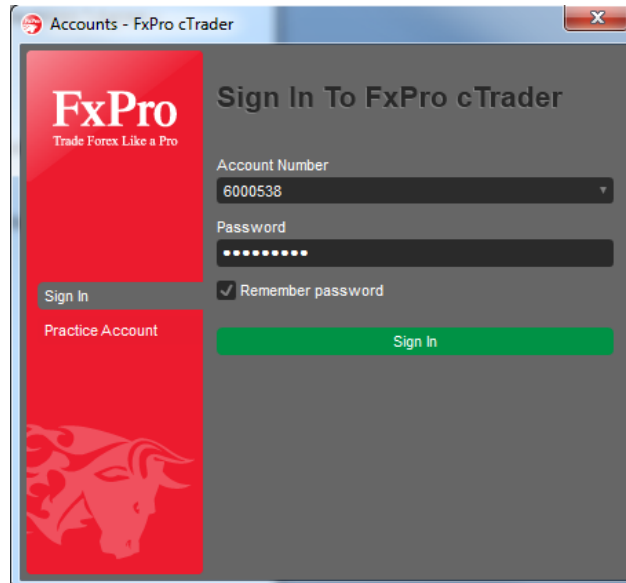 Accounts - FxPro cTrader
FxPro
Trade Forex Like a Pro
Sign In
Practice Account
Sign In To FxPro cTrader
Account Number
6000538
Password
•••••••••
Remember password
Sign In